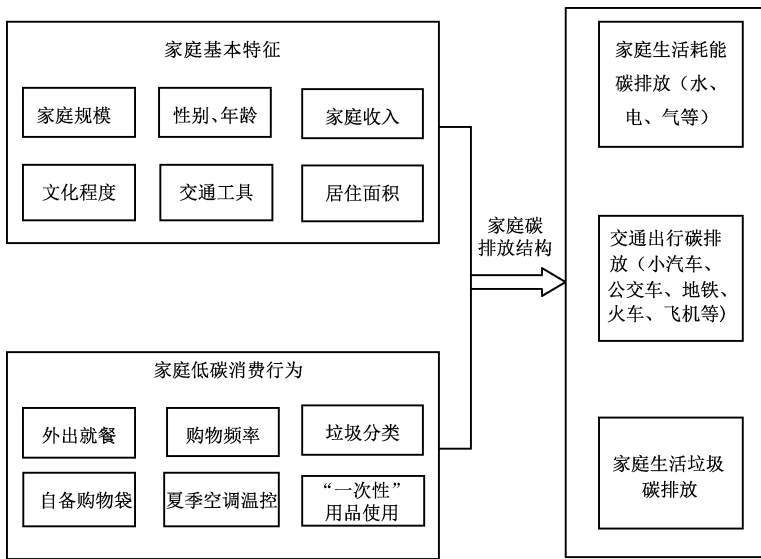 家庭基本特征
家庭规模
性别、年龄
家庭收入
文化程度
交通工具
居住面积
家庭低碳消费行为
外出就餐
购物频率
垃圾分类
自备购物袋
夏季空调温控
“一次性”
用品使用
家庭碳
排放结构
家庭生活耗能
碳排放（水、
电、气等）
交通出行碳排
放（小汽车、
公交车、地铁、
火车、飞机等)
家庭生活垃圾
碳排放